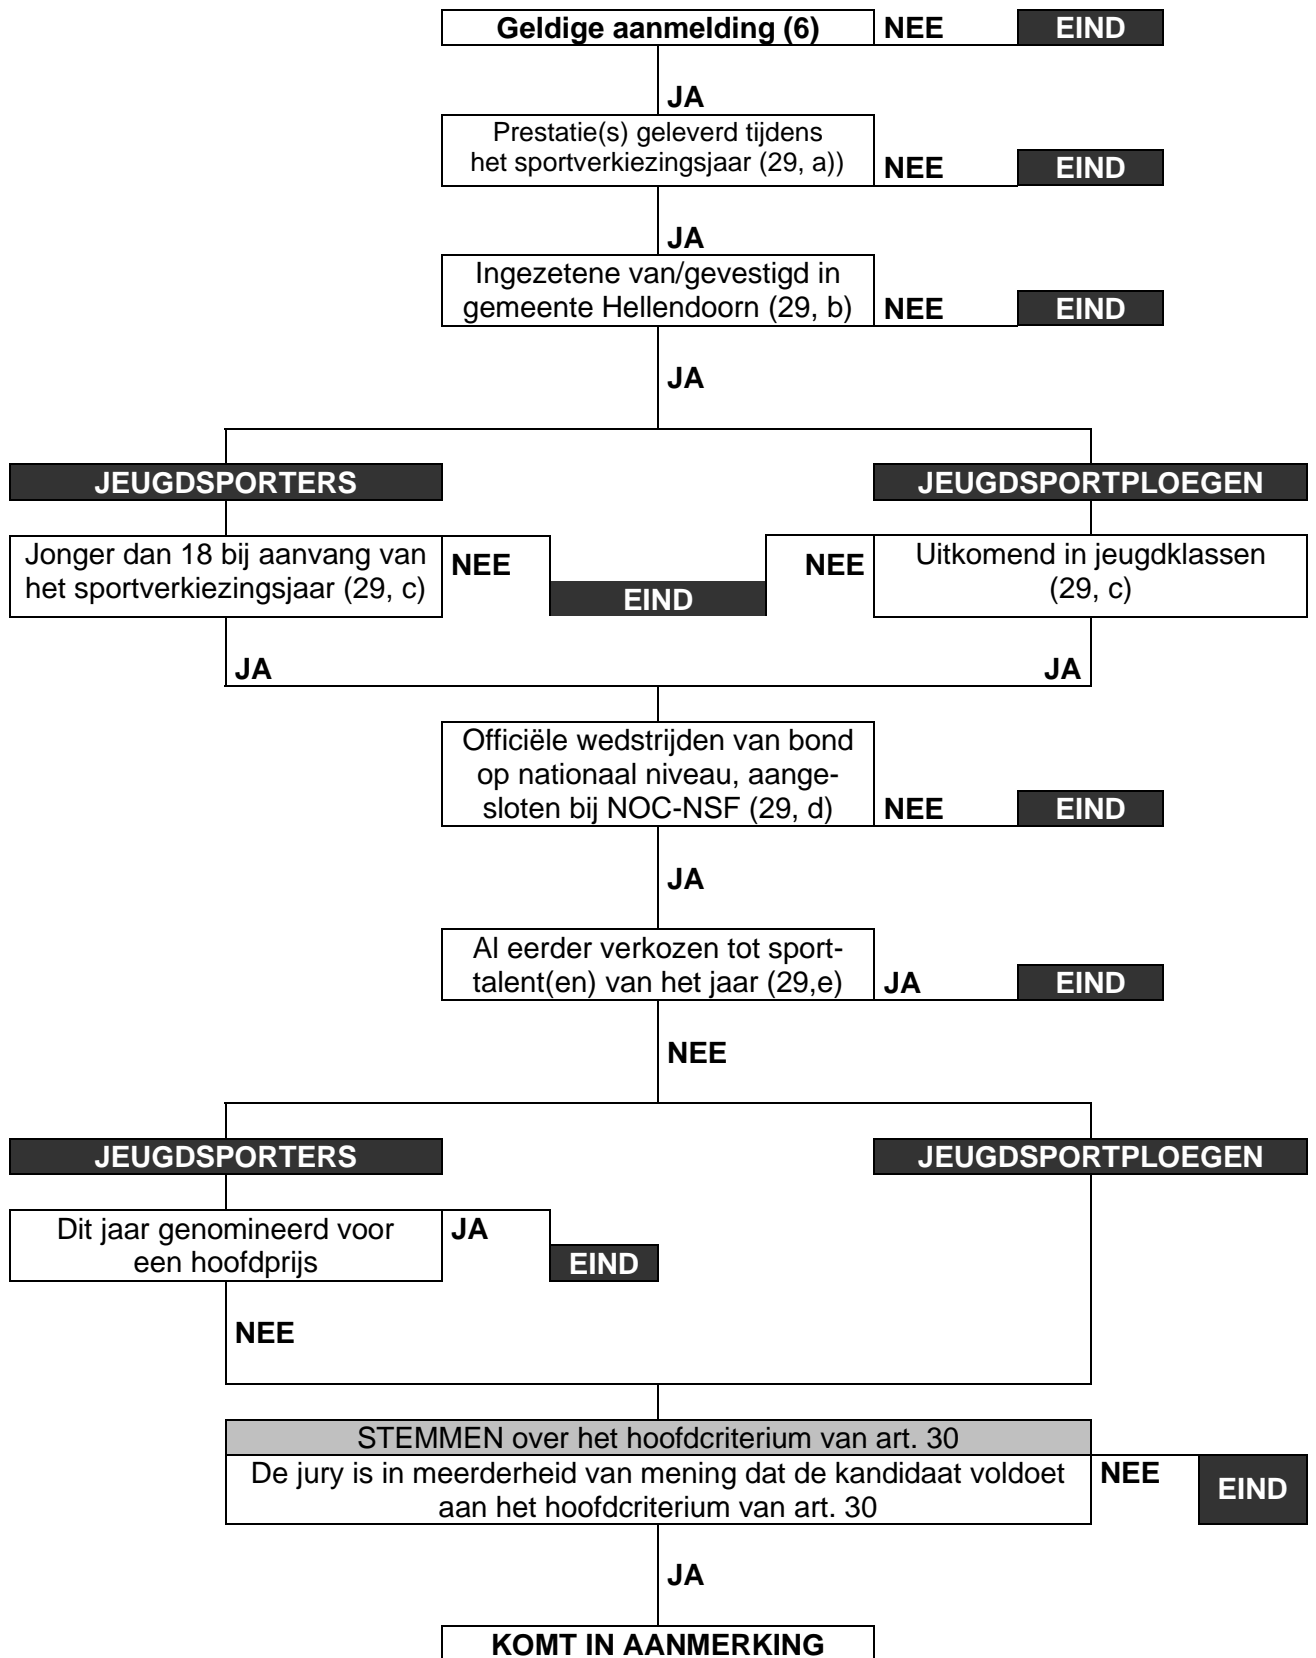 Geldige aanmelding (6) NEE EIND
JA
Prestatie(s) geleverd tijdens
het sportverkiezingsjaar (29, a)) NEE EIND
JA
Ingezetene van/gevestigd in
gemeente Hellendoorn (29, b) NEE EIND
JA
JEUGDSPORTERS JEUGDSPORTPLOEGEN
Jonger dan 18 bij aanvang van
het sportverkiezingsjaar (29, c)
NEE
EIND
NEE
Uitkomend in jeugdklassen
(29, c)
JA JA
Officiële wedstrijden van bond
op nationaal niveau, aange-
sloten bij NOC-NSF (29, d) NEE EIND
JA
Al eerder verkozen tot sport-
talent(en) van het jaar (29,e) JA EIND
NEE
JEUGDSPORTERS JEUGDSPORTPLOEGEN
Dit jaar genomineerd voor
een hoofdprijs
JA
EIND
NEE
STEMMEN over het hoofdcriterium van art. 30
De jury is in meerderheid van mening dat de kandidaat voldoet
aan het hoofdcriterium van art. 30
NEE
EIND
JA
KOMT IN AANMERKING